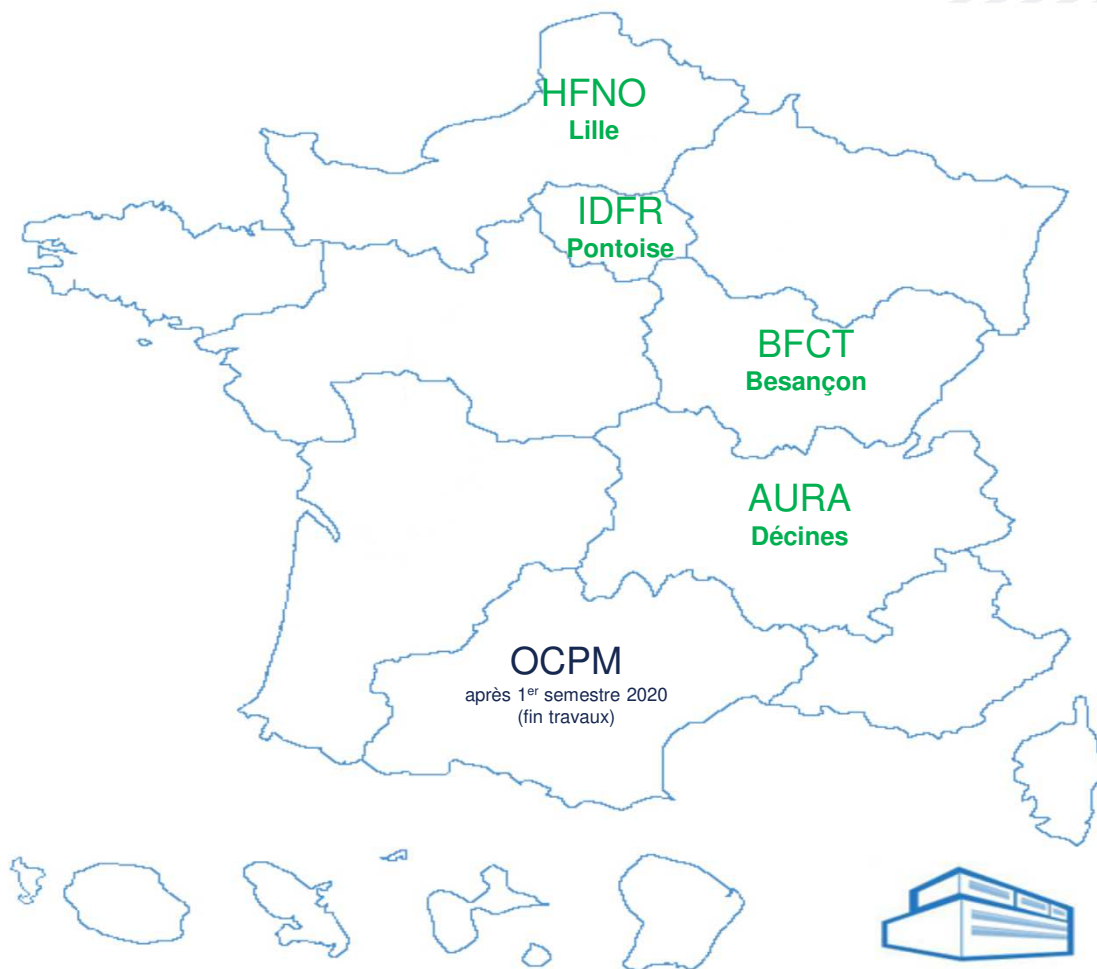 HFNO
Lille
IDFR
Pontoise
BFCT
Besançon
AURA
Décines
OCPM
après 1er semestre 2020
(fin travaux)